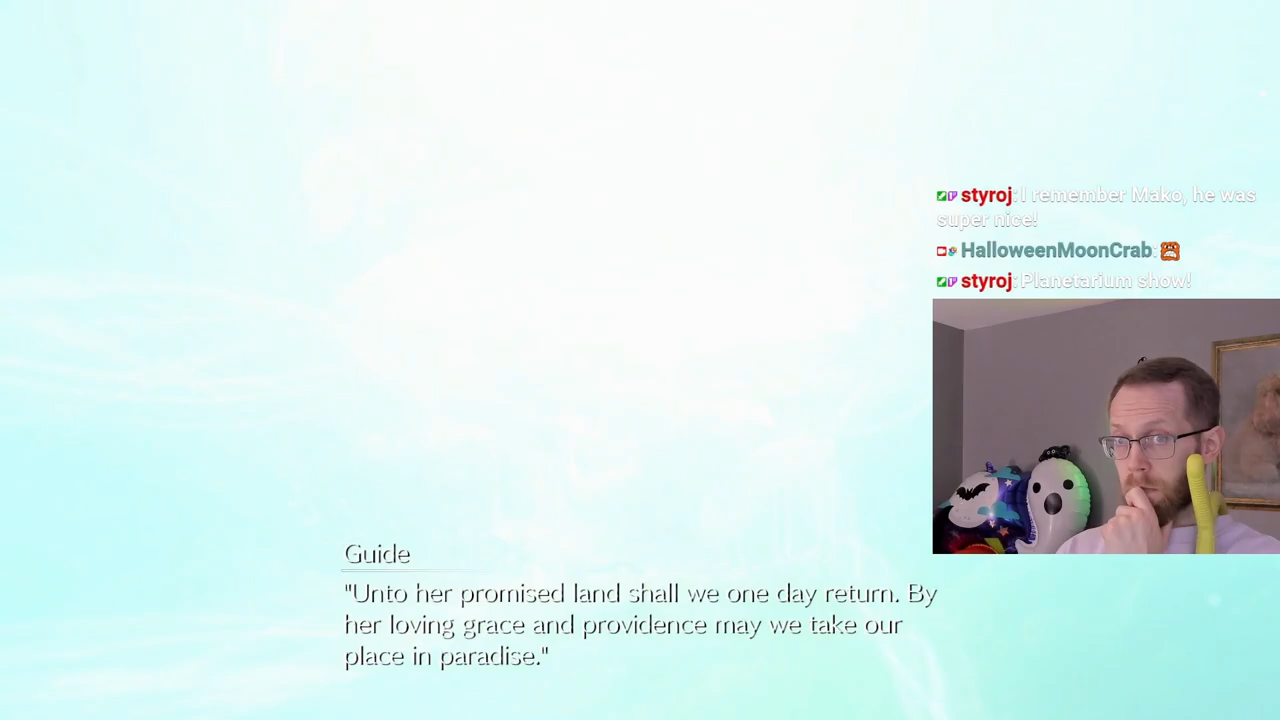 styroj: I remember Mako, he was
super nice!
HalloweenMoonCrab:
styroj: Planetarium show!
Guide
"Unto her promised land shall we one day return. By
her loving grace and providence may we take our
place in paradise."